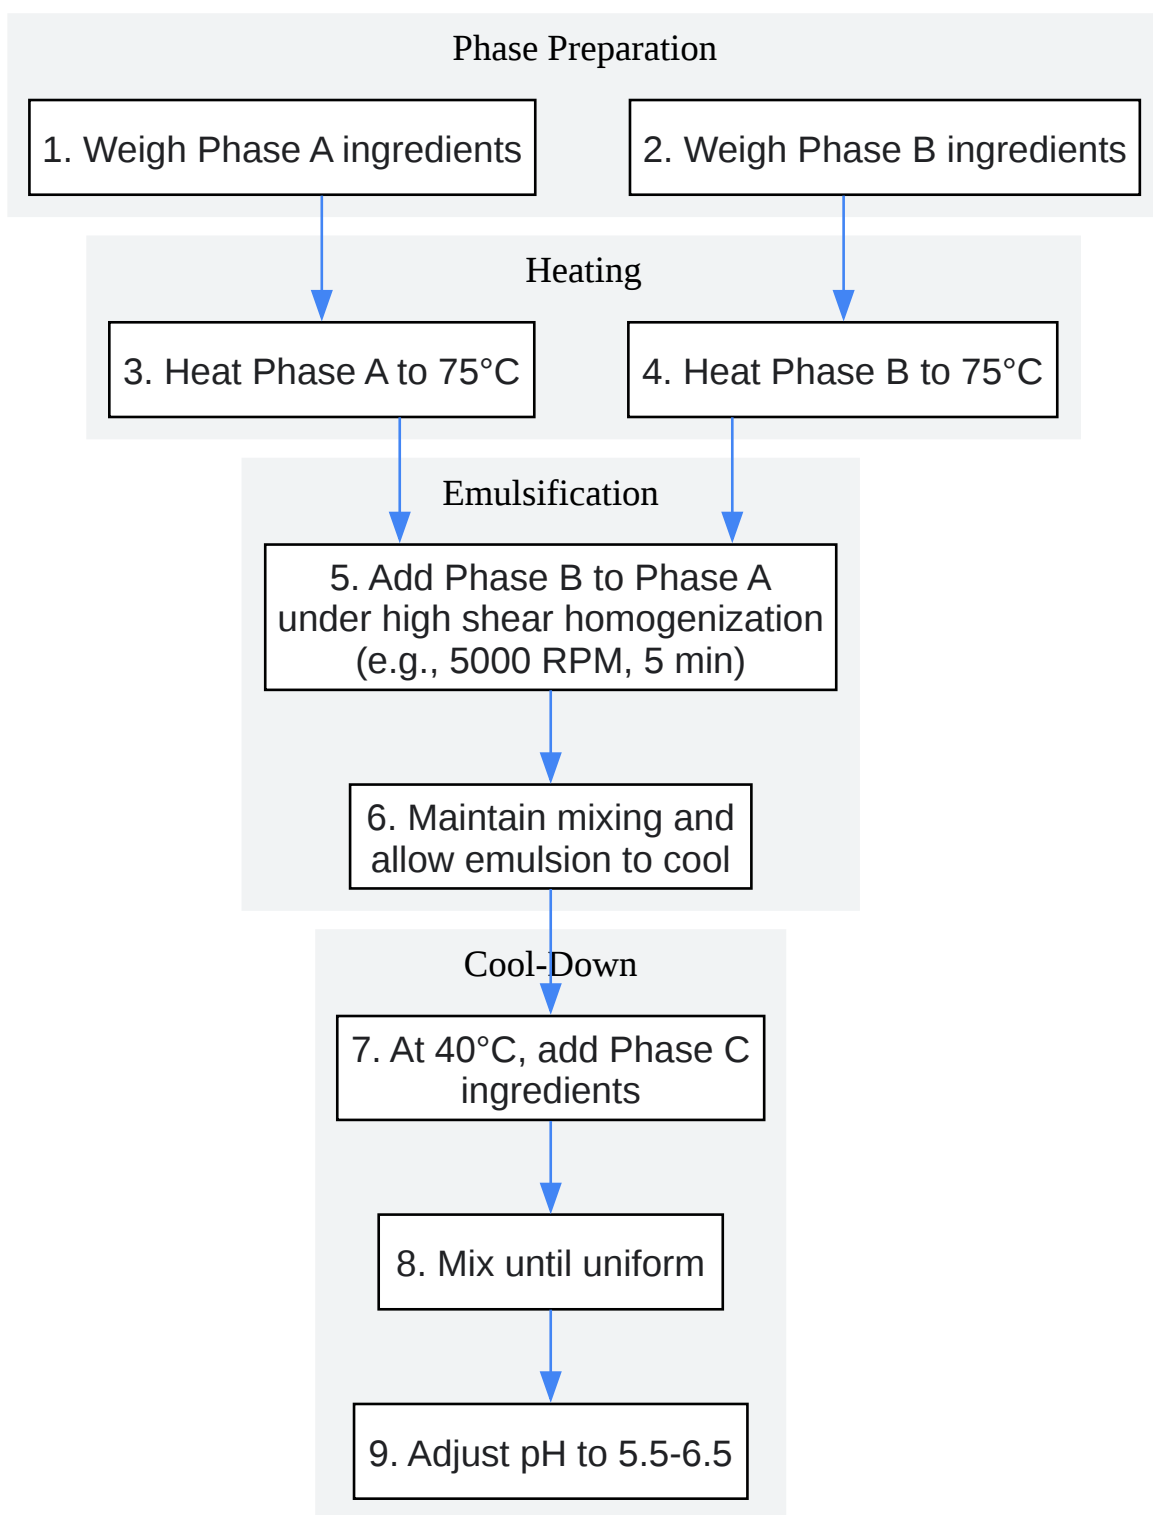 Phase Preparation
1. Weigh Phase A ingredients
2. Weigh Phase B ingredients
Heating
3. Heat Phase A to 75°C
4. Heat Phase B to 75°C
Emulsification
5. Add Phase B to Phase A
under high shear homogenization
(e.g., 5000 RPM, 5 min)
6. Maintain mixing and
allow emulsion to cool
Cool-Down
7. At 40°C, add Phase C
ingredients
8. Mix until uniform
9. Adjust pH to 5.5-6.5